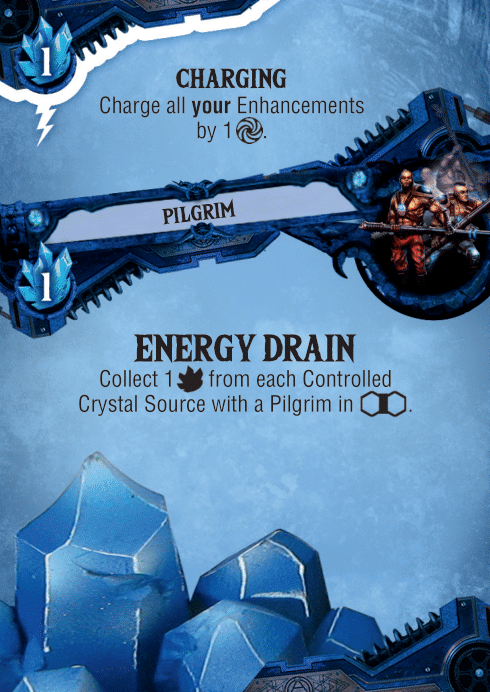 1
CHARGING
Charge all your Enhancements
by 1.
PILGRIM
1
ENERGY DRAIN
Collect 1 from each Controlled
Crystal Source with a Pilgrim in 1.